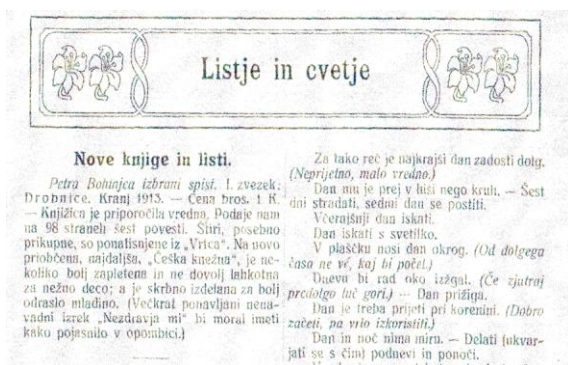 Listje in cvetje
Nove knjige in listi.
Petra Bohinjca izbrani spisi. I. zvezek:
Drobnice. Kranj 1913. — Cena bros. 1 K.
— Knjižica je priporočila vredna. Podaje nam
na 98 straneh šest povesti. Štiri, posebno
prikupne, so ponatisnjene iz „Vrtca“. Na novo
priobčena, najdaljša, „Češka knežna“, je ne-
koliko bolj zapletena in ne dovolj lahkotna
za nežno deco; a je skrbno izdelana za bolj
odraslo mladino. (Večkrat ponavljani nena-
vadni izrek „Nezdravja mi“ bi moral imeti
kako pojasnilo v opombici.)
Za tako reč je najkrajši dan zadosti dolg.
(Neprijetno, malo vredno.)
Dan mu je prej v hiši nego kruh. — Šest
dni stradati, sedmi dan se postiti.
Včerajšnji dan iskati.
Dan iskati s svetilko.
V plaščku nosi dan okrog. (Od dolgega
časa ne vé, kaj bi počel.)
Dnevu bi rad oko izžgal. (Če zjutraj
predolgo luč gori.) — Dan prižiga.
Dan je treba prijeti pri korenini. (Dobro
začeti, pa vrlo izkoristiti.)
Dan in noč nima miru. — Delati (ukvar-
jati se s čim) podnevi in ponoči.